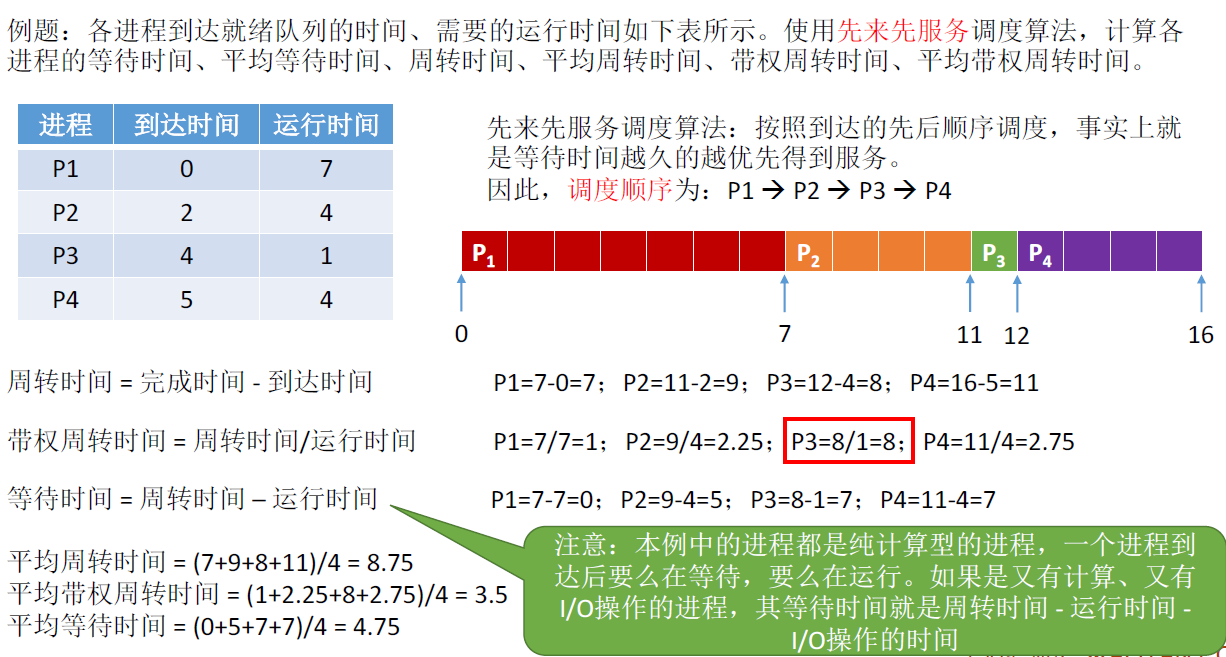 例题：各进程到达就绪队列的时间、需要的运行时间如下表所示。使用先来先服务调度算法，计算各
进程的等待时间、平均等待时间、周转时间、平均周转时间、带权周转时间、平均带权周转时间。
进程 到达时间 运行时间
P1 0 7
P2 2 4
P3 4 1
P4 5 4
先来先服务调度算法：按照到达的先后顺序调度，事实上就
是等待时间越久的越优先得到服务。
因此，调度顺序为：P1 → P2 → P3 → P4
P1 P2 P3 P4
0 7 11 12 16
周转时间 = 完成时间 - 到达时间 P1=7-0=7；P2=11-2=9；P3=12-4=8；P4=16-5=11
带权周转时间 = 周转时间/运行时间 P1=7/7=1；P2=9/4=2.25；P3=8/1=8；P4=11/4=2.75
等待时间 = 周转时间 – 运行时间 P1=7-7=0；P2=9-4=5；P3=8-1=7；P4=11-4=7
平均周转时间 = (7+9+8+11)/4 = 8.75
平均带权周转时间 = (1+2.25+8+2.75)/4 = 3.5
平均等待时间 = (0+5+7+7)/4 = 4.75
注意：本例中的进程都是纯计算型的进程，一个进程到
达后要么在等待，要么在运行。如果是又有计算、又有
I/O操作的进程，其等待时间就是周转时间 - 运行时间 -
I/O操作的时间